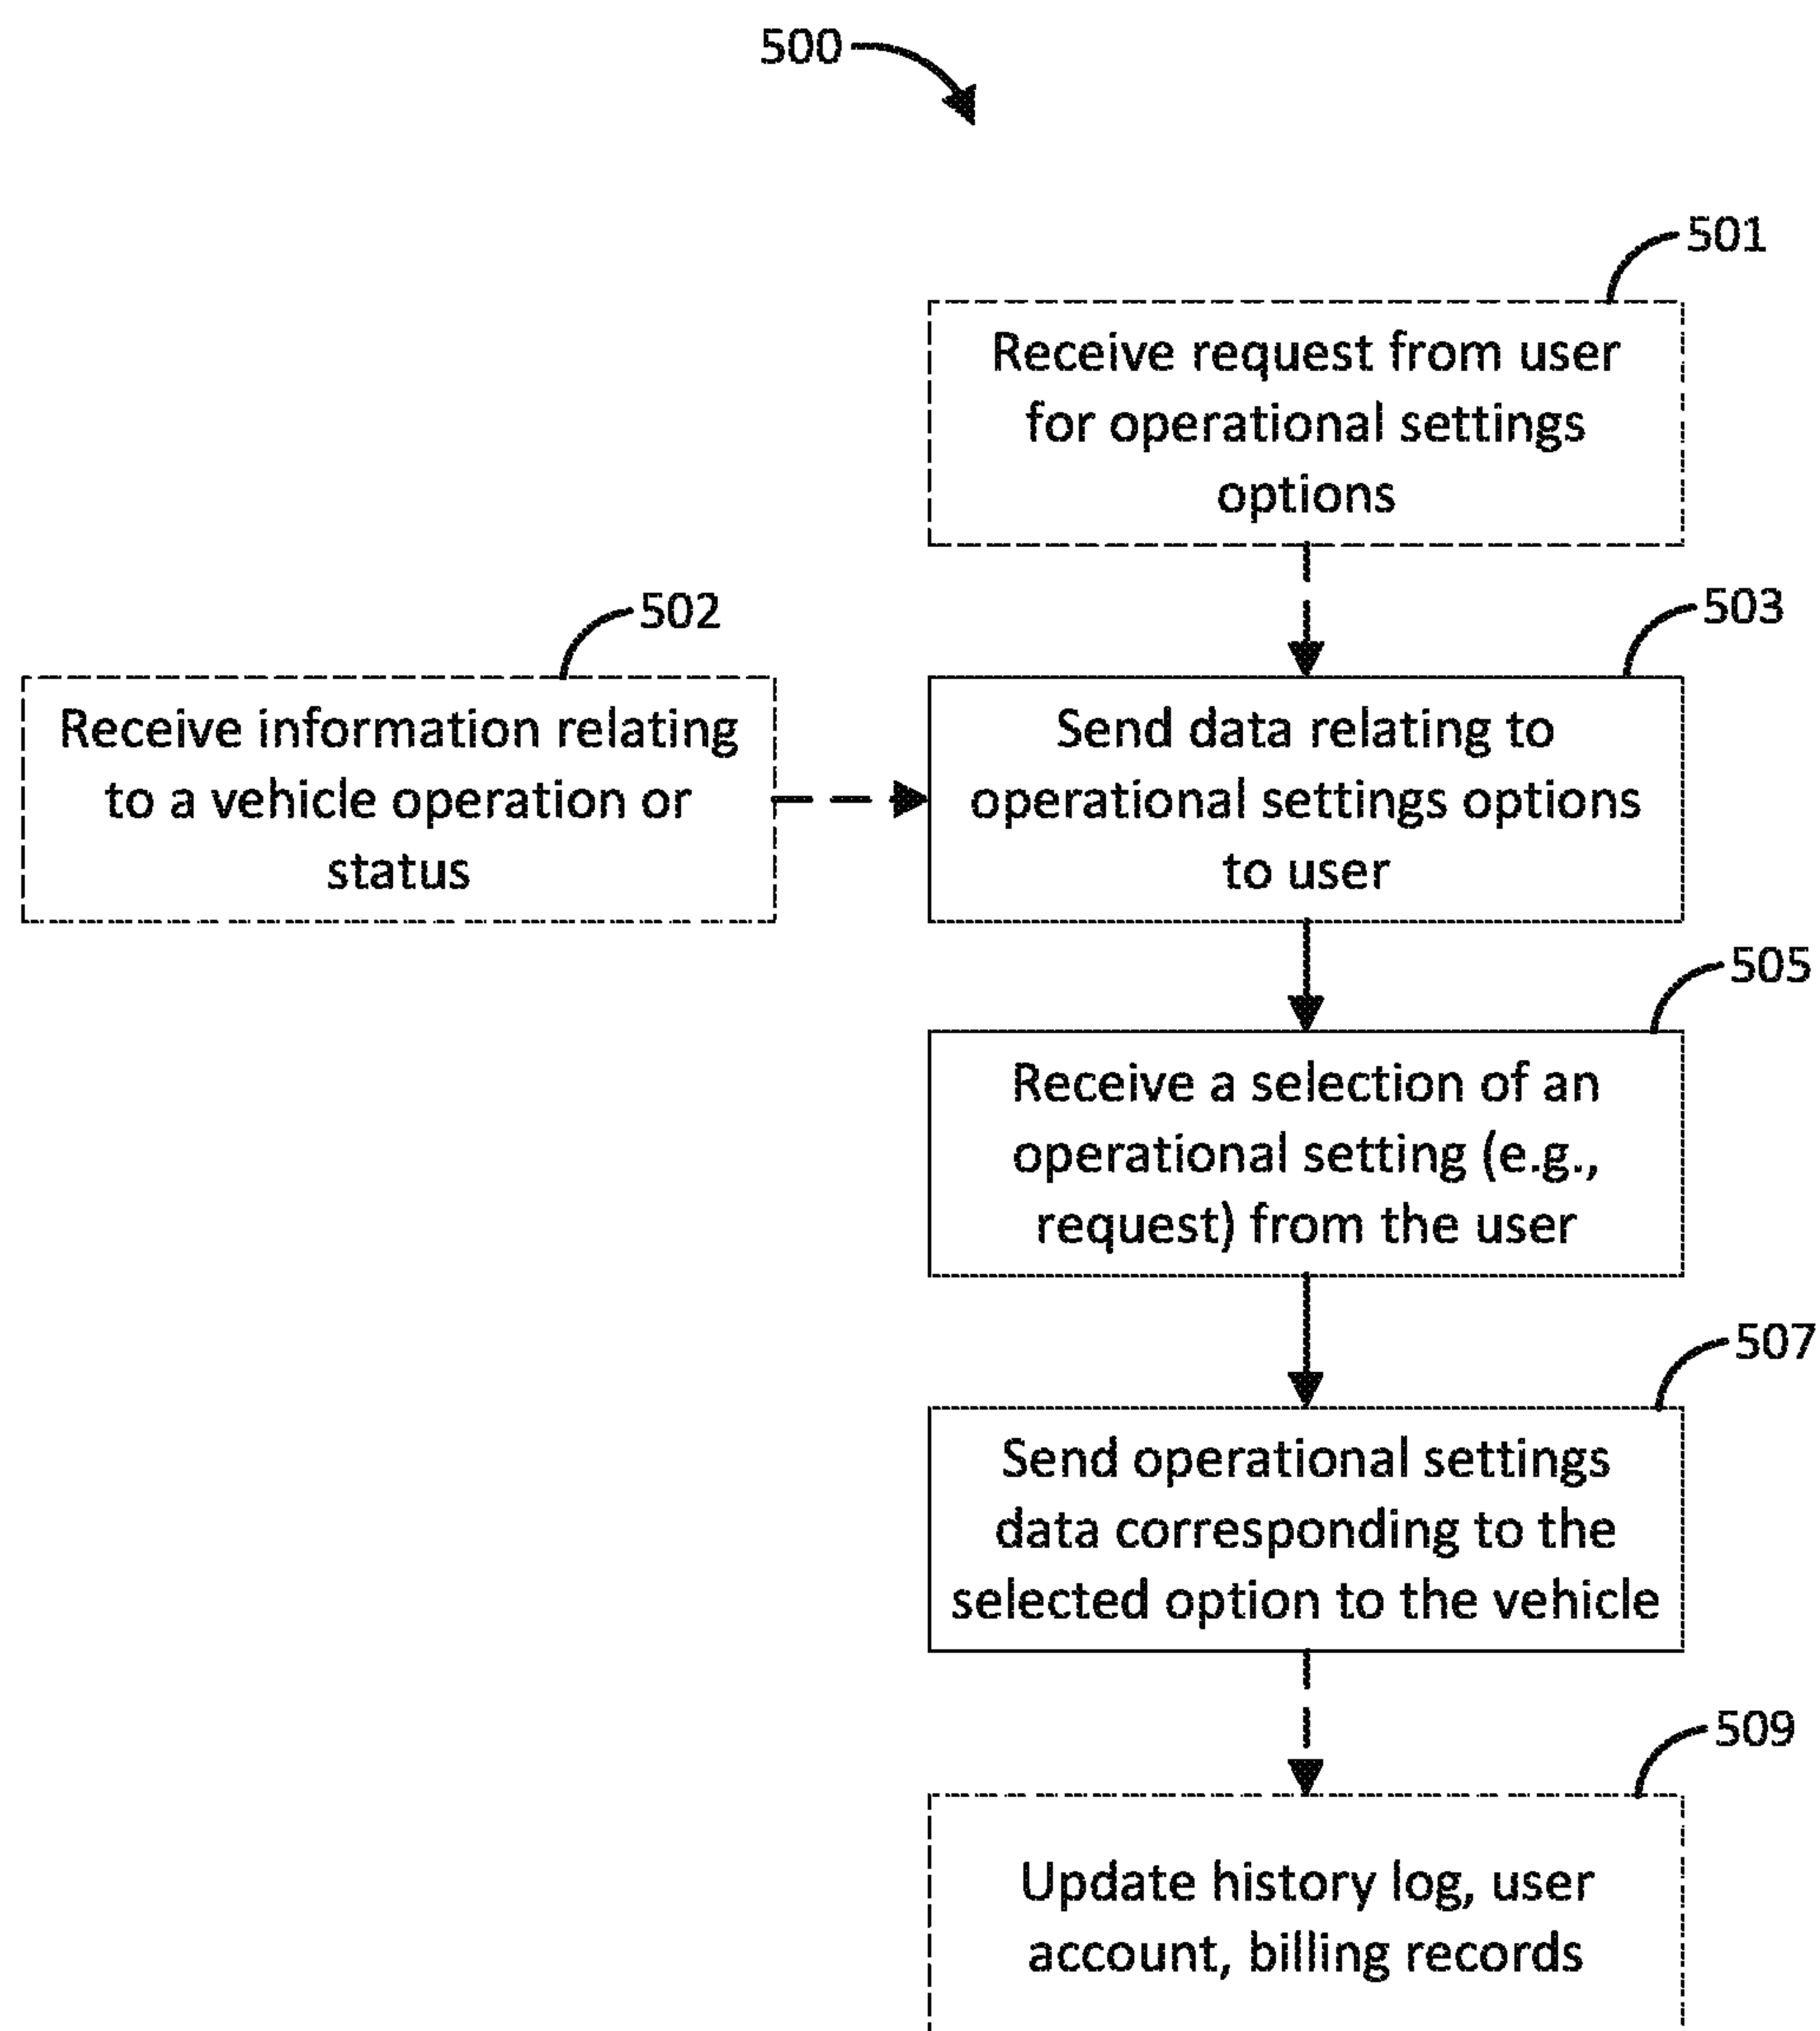 500
501
Receive request from user
for operational settings
options
502
Receive information relating
to a vehicle operation or
status
503
Send data relating to
operational settings options
to user
505
Receive a selection of an
operational setting (e.g.,
request) from the user
507
Send operational settings
data corresponding to the
selected option to the vehicle
509
Update history log, user
account, billing records